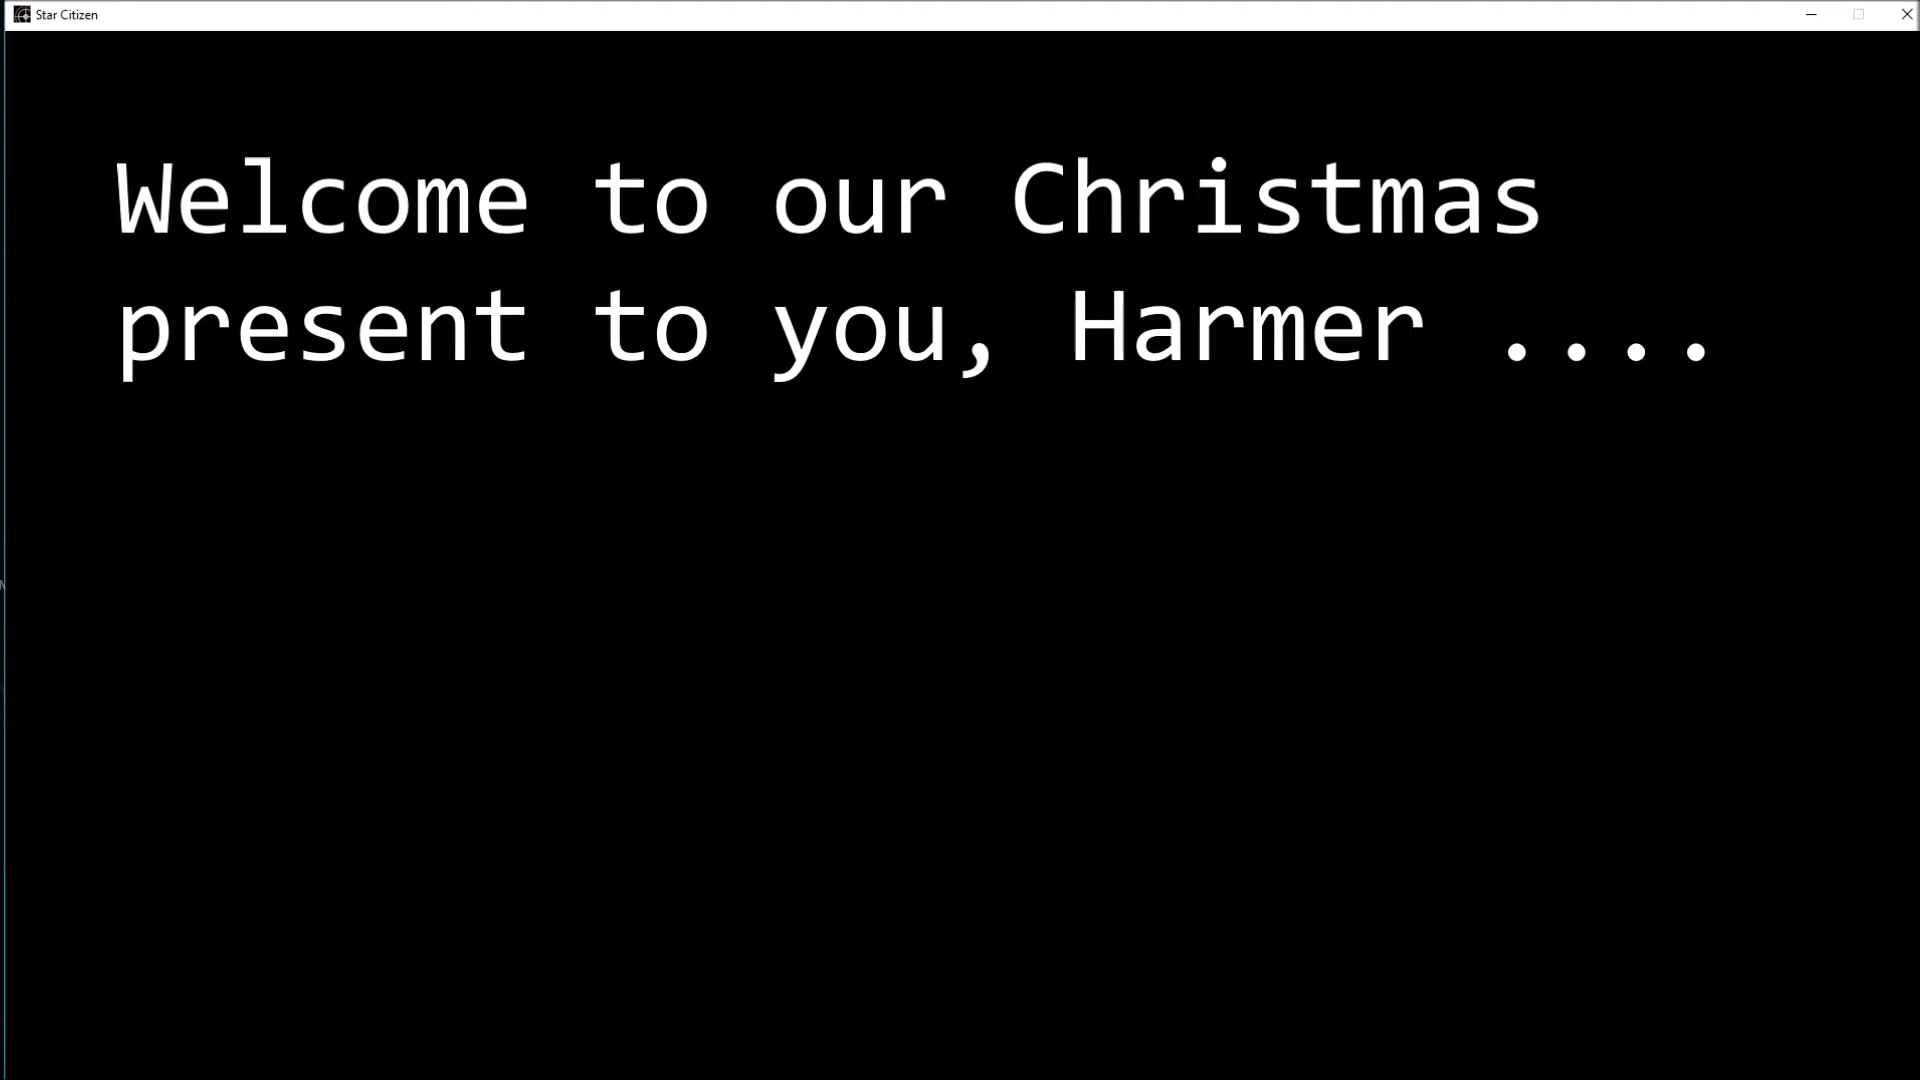 Star Citizen
Welcome to our Christmas
present to you, Harmer ....